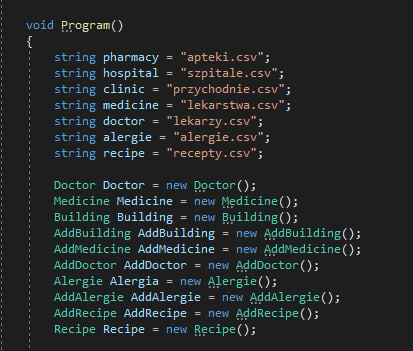 void Program()
{
string pharmacy = "apteki.csv";
string hospital = "szpitale.csv";
string clinic = "przychodnie.csv";
string medicine = "lekarstwa.csv";
string doctor = "lekarzy.csv";
string alergie = "alergie.csv";
string recipe = "recepty.csv";
Doctor Doctor = new Doctor();
Medicine Medicine = new Medicine();
Building Building = new Building();
AddBuilding AddBuilding = new AddBuilding();
AddMedicine AddMedicine = new AddMedicine();
AddDoctor AddDoctor = new AddDoctor();
Alergie Alergia = new Alergie();
AddAlergie AddAlergie = new AddAlergie();
AddRecipe AddRecipe = new AddRecipe();
Recipe Recipe = new Recipe();